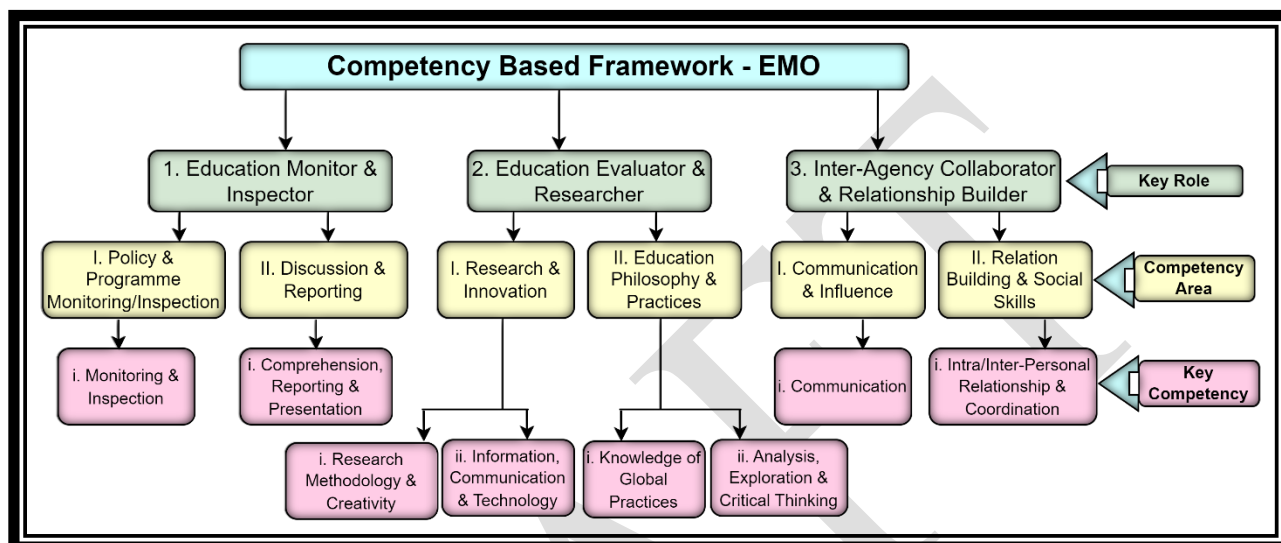 Competency Based Framework - EMO
1. Education Monitor &
Inspector
2. Education Evaluator &
Researcher
3. Inter-Agency Collaborator
& Relationship Builder
Key Role
I. Policy &
Programme
Monitoring/Inspection
II. Discussion &
Reporting
I. Research &
Innovation
II. Education
Philosophy &
Practices
I. Communication
& Influence
II. Relation
Building & Social
Skills
Competency
Area
i. Monitoring &
Inspection
i. Comprehension,
Reporting &
Presentation
i. Communication
i. Intra/Inter-Personal
Relationship &
Coordination
Key
Competency
i. Research
Methodology &
Creativity
ii. Information,
Communication
& Technology
i. Knowledge of
Global
Practices
ii. Analysis,
Exploration &
Critical Thinking